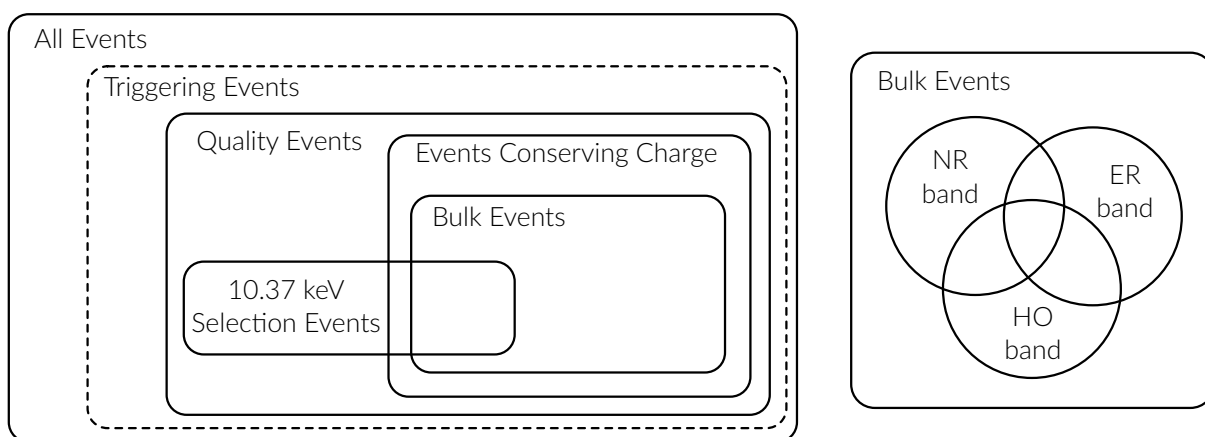 All Events
Triggering Events
Quality Events
Events Conserving Charge
Bulk Events
10.37 keV
Selection Events
Bulk Events
NR
band
ER
band
HO
band